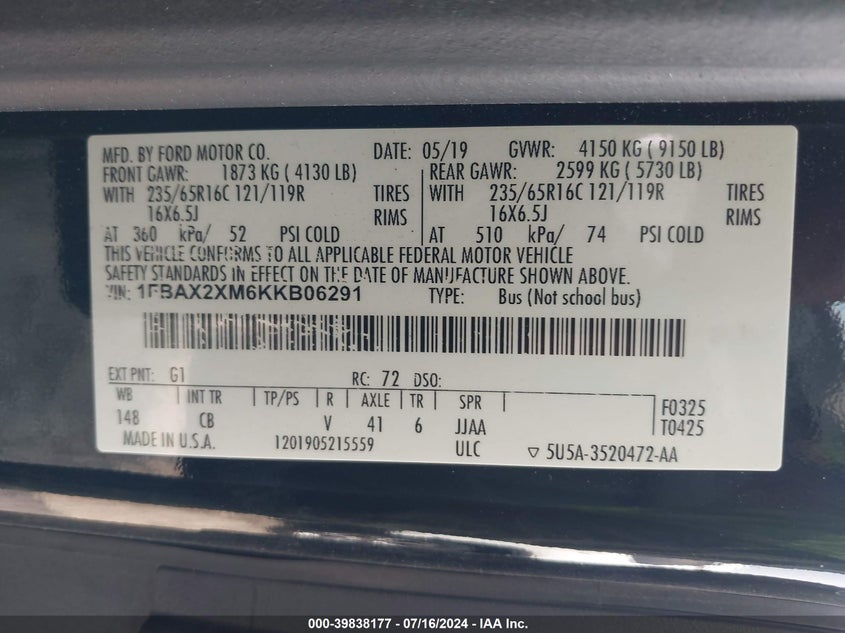 MFD. BY FORD MOTOR CO. DATE: 05/19 GVWR: 4150 KG ( 9150 LB)
FRONT GAWR: 1873 KG ( 4130 LB) REAR GAWR: 2599 KG ( 5730 LB)
WITH 235/65R16C 121/119R TIRES WITH 235/65R16C 121/119R TIRES
16X6.5J RIMS 16X6.5J RIMS
AT 360 kPa/ 52 PSI COLD AT 510 kPa/ 74 PSI COLD
THIS VEHICLE CONFORMS TO ALL APPLICABLE FEDERAL MOTOR VEHICLE
SAFETY STANDARDS IN EFFECT ON THE DATE OF MANUFACTURE SHOWN ABOVE.
VIN: 1FBAX2XM6KKB06291 TYPE: Bus (Not school bus)
EXT PNT: G1 RC: 72 DSO:
WB INT TR TP/PS R AXLE TR SPR F0325
148 CB V 41 6 JJAA T0425
MADE IN U.S.A. 1201905215559 ULC ▽ 5U5A-3520472-AA
000-39838177 - 07/16/2024 - IAA Inc.